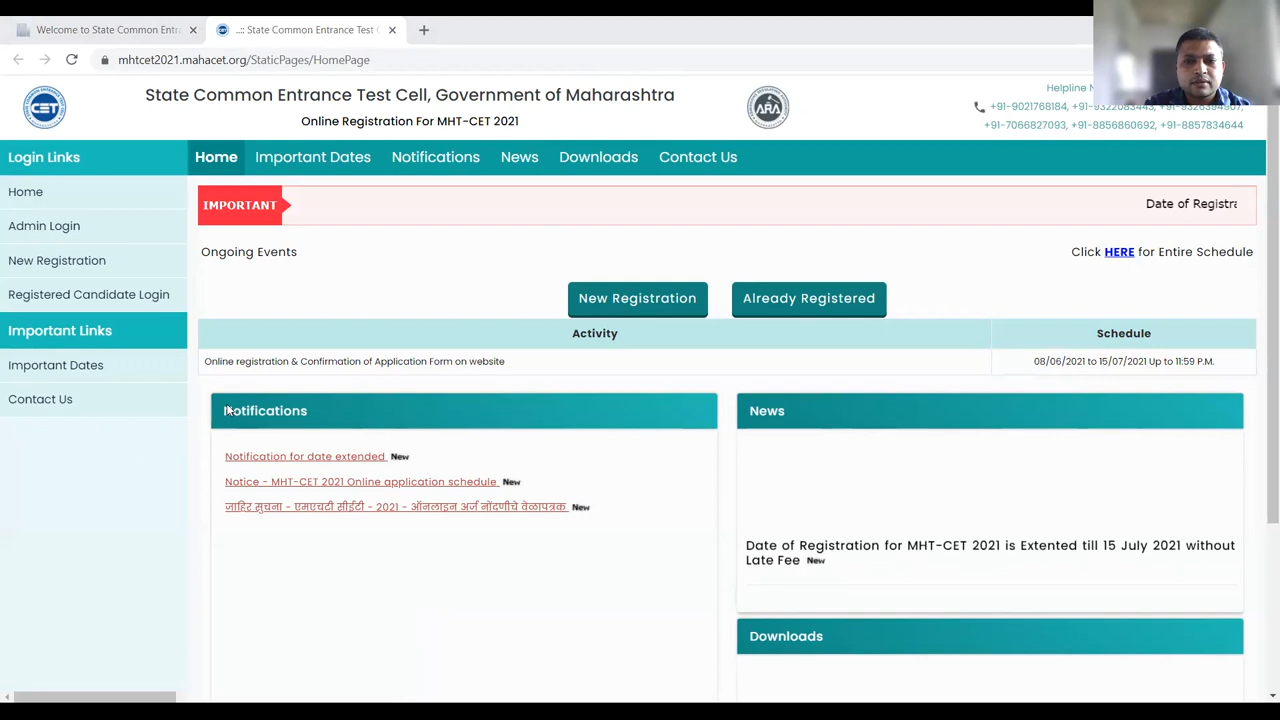 Welcome to State Common Entr
..:: State Common Entrance Test C
mhtcet2021.mahacet.org/StaticPages/HomePage
CET
State Common Entrance Test Cell, Government of Maharashtra
Online Registration For MHT-CET 2021
ARA
Helpline N
+91-9021768184, +91-9322083443, +91-9326394907,
+91-7066827093, +91-8856860692, +91-8857834644
Login Links
Home Important Dates Notifications News Downloads Contact Us
Home
Admin Login
New Registration
Registered Candidate Login
Important Links
Important Dates
Contact Us
IMPORTANT
Date of Registra
Ongoing Events
Click HERE for Entire Schedule
New Registration
Already Registered
Activity Schedule
Online registration & Confirmation of Application Form on website 08/06/2021 to 15/07/2021 Up to 11:59 P.M.
Notifications
Notification for date extended New
Notice - MHT-CET 2021 Online application schedule New
जाहिर सुचना - एमएचटी सीईटी - 2021 - ऑनलाइन अर्ज नोंदणीचे वेळापत्रक New
News
Date of Registration for MHT-CET 2021 is Extented till 15 July 2021 without
Late Fee New
Downloads